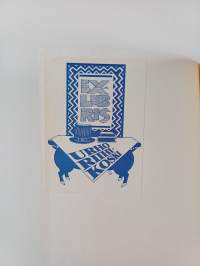 EX-
LIB
RIS
URHO
RIIHI-
KOSKI